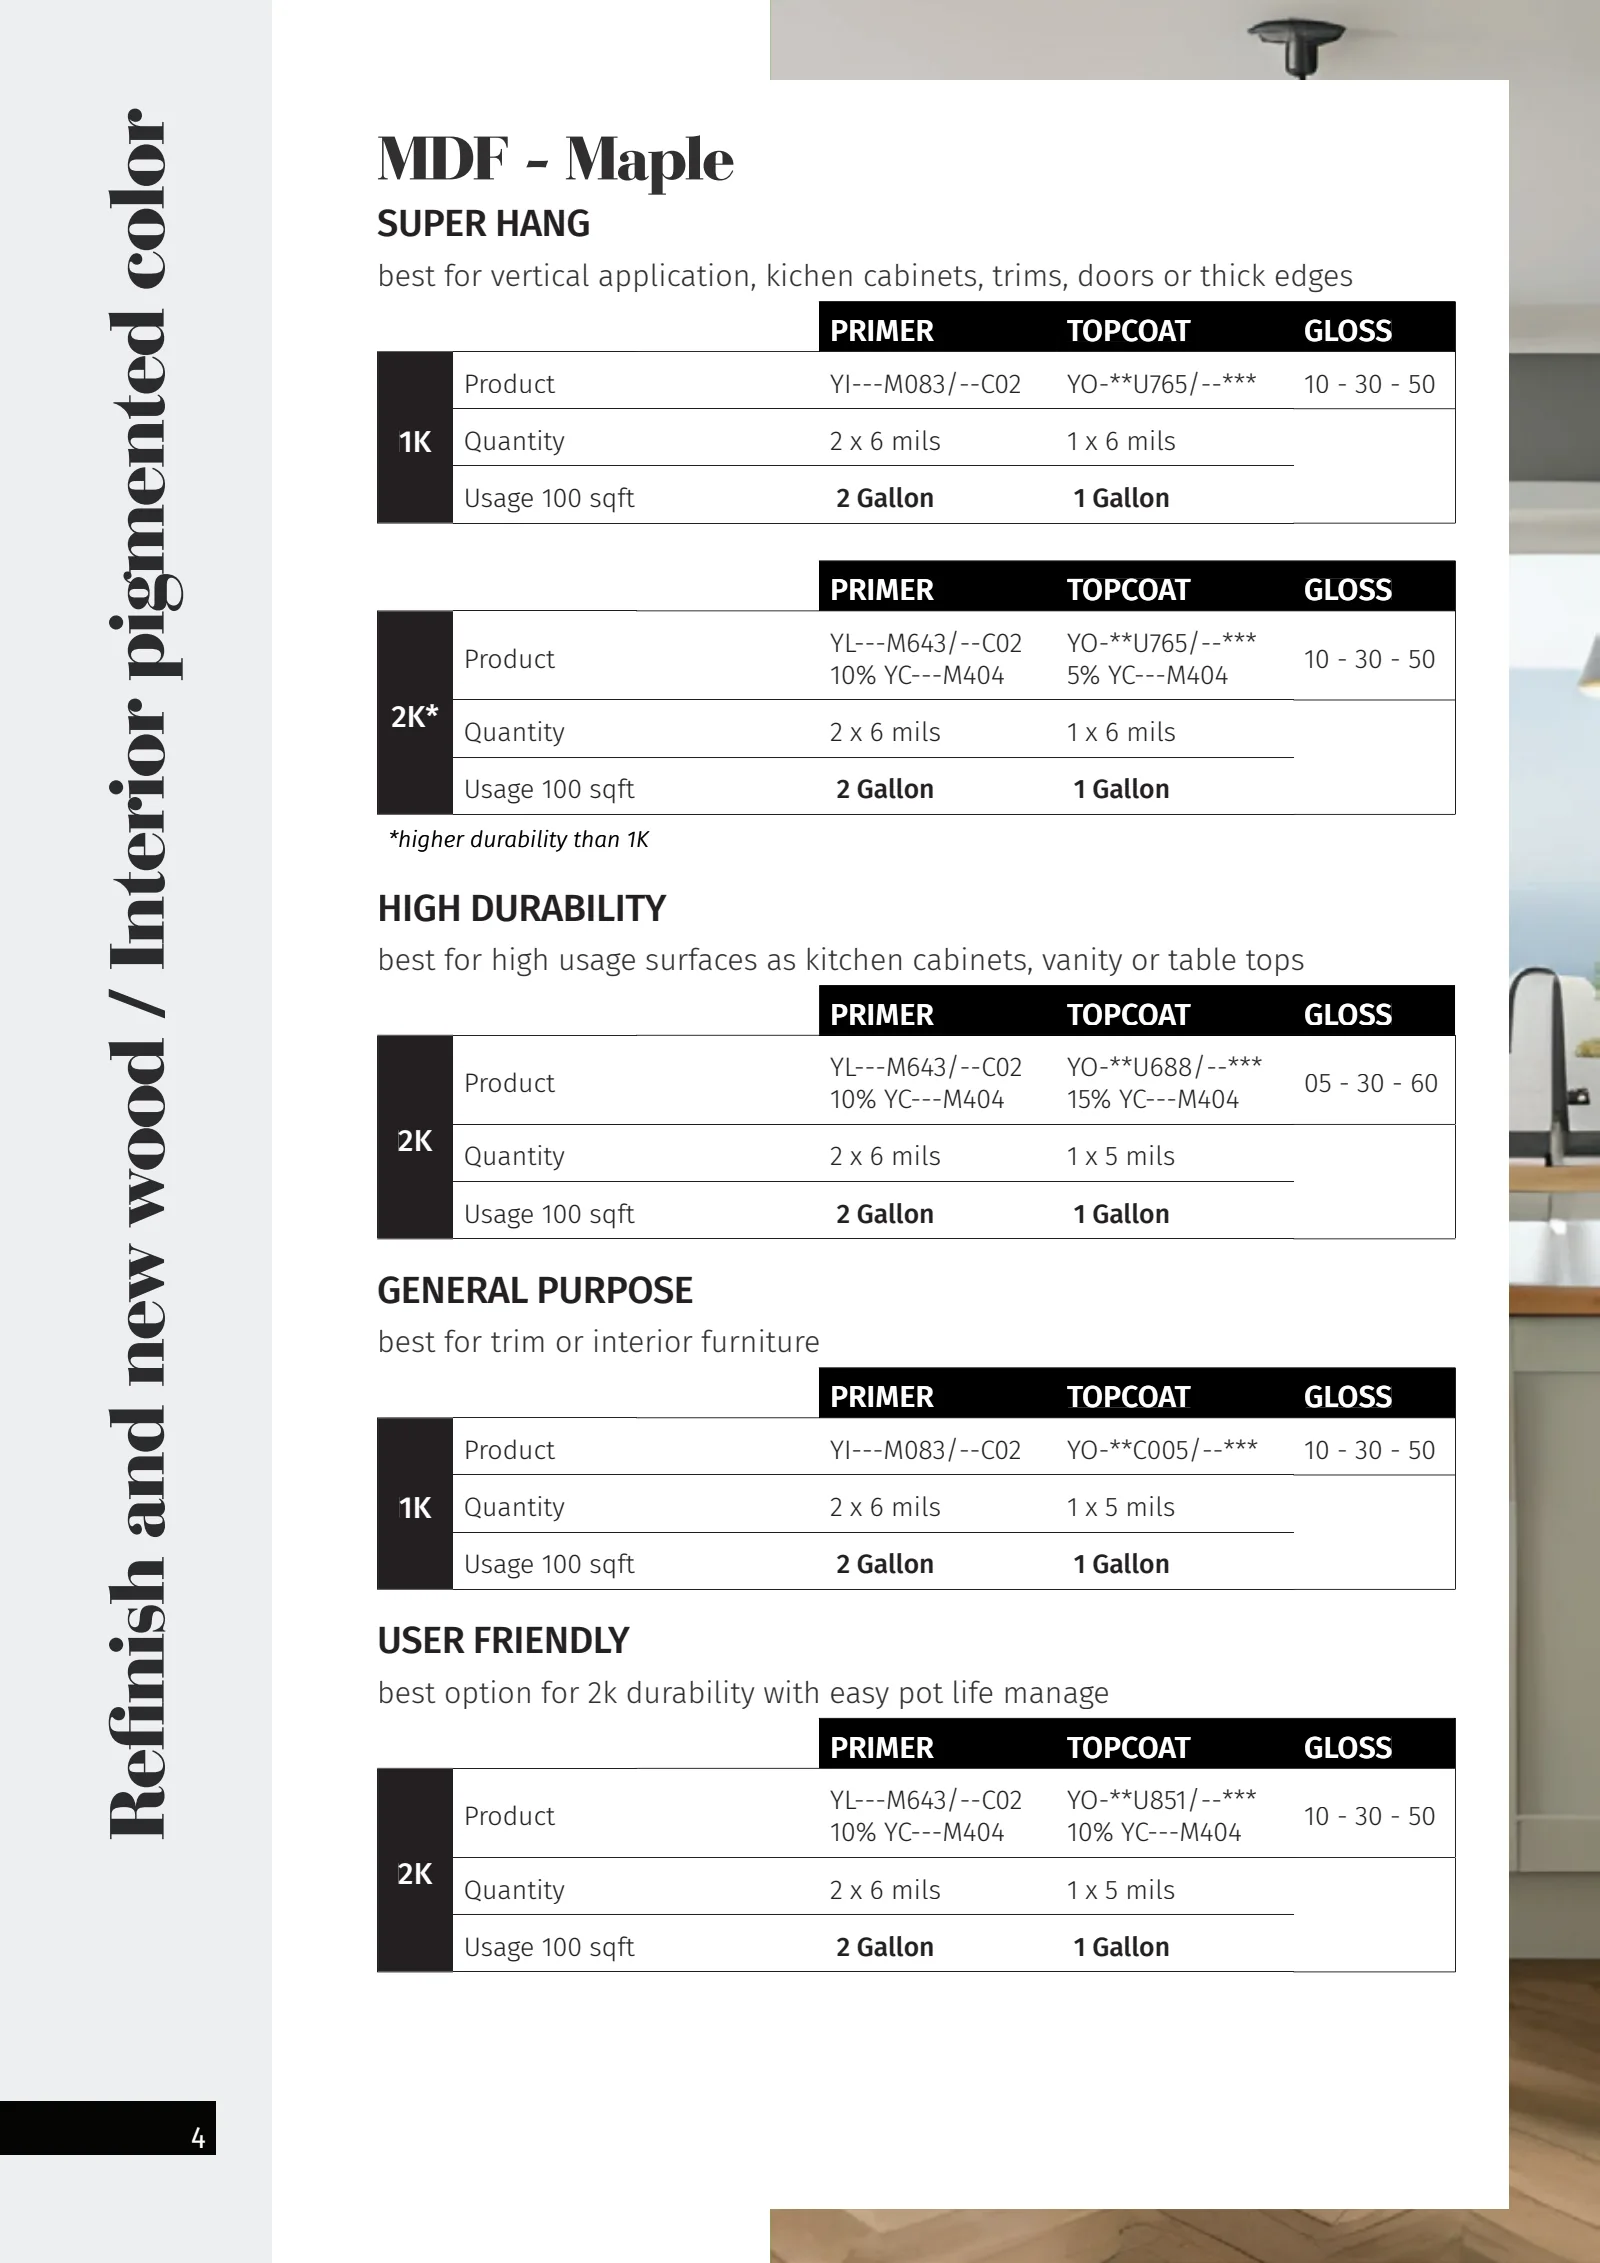 Refinish and new wood / Interior pigmented color
MDF - Maple
SUPER HANG
best for vertical application, kichen cabinets, trims, doors or thick edges
PRIMER TOPCOAT GLOSS
1K
Product YI---M083/--C02 YO-**U765/--*** 10 - 30 - 50
Quantity 2 x 6 mils 1 x 6 mils
Usage 100 sqft 2 Gallon 1 Gallon
PRIMER TOPCOAT GLOSS
2K*
Product YL---M643/--C02 YO-**U765/--*** 10 - 30 - 50
10% YC---M404 5% YC---M404
Quantity 2 x 6 mils 1 x 6 mils
Usage 100 sqft 2 Gallon 1 Gallon
*higher durability than 1K
HIGH DURABILITY
best for high usage surfaces as kitchen cabinets, vanity or table tops
PRIMER TOPCOAT GLOSS
2K
Product YL---M643/--C02 YO-**U688/--*** 05 - 30 - 60
10% YC---M404 15% YC---M404
Quantity 2 x 6 mils 1 x 5 mils
Usage 100 sqft 2 Gallon 1 Gallon
GENERAL PURPOSE
best for trim or interior furniture
PRIMER TOPCOAT GLOSS
1K
Product YI---M083/--C02 YO-**C005/--*** 10 - 30 - 50
Quantity 2 x 6 mils 1 x 5 mils
Usage 100 sqft 2 Gallon 1 Gallon
USER FRIENDLY
best option for 2k durability with easy pot life manage
PRIMER TOPCOAT GLOSS
2K
Product YL---M643/--C02 YO-**U851/--*** 10 - 30 - 50
10% YC---M404 10% YC---M404
Quantity 2 x 6 mils 1 x 5 mils
Usage 100 sqft 2 Gallon 1 Gallon
4